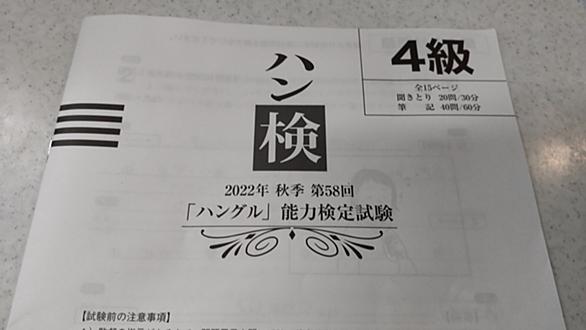 ハン検
4級
全15ページ
聞きとり 20問/30分
筆　記 40問/60分
2022年 秋季 第58回
「ハングル」能力検定試験
【試験前の注意事項】